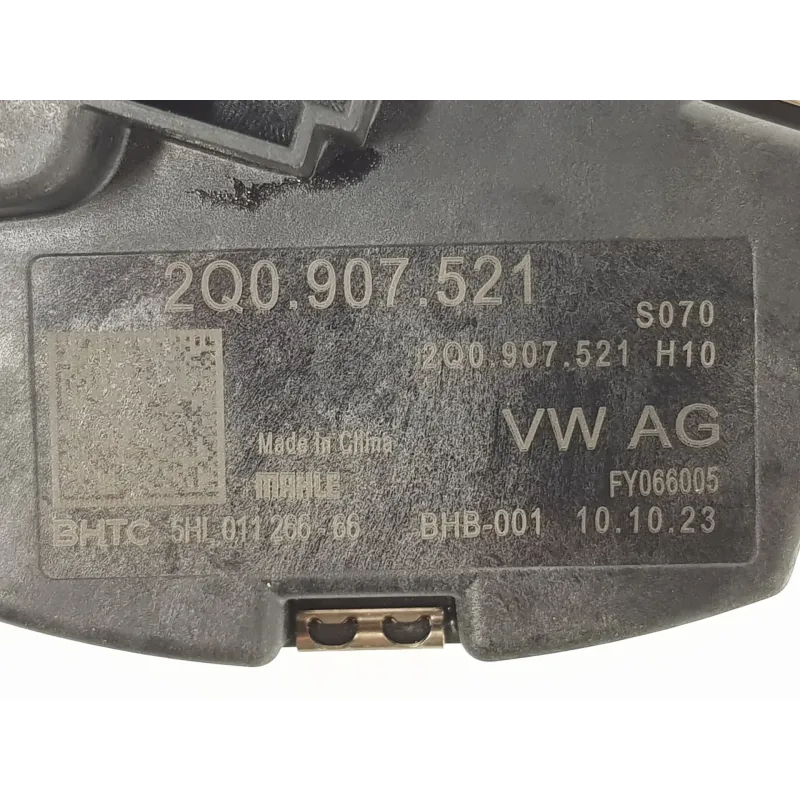 2Q0.907.521
S070
2Q0.907.521 H10
Made In China
VW AG
MAHLE
FY066005
BHTC 5HL 011 266-66 BHB-001 10.10.23